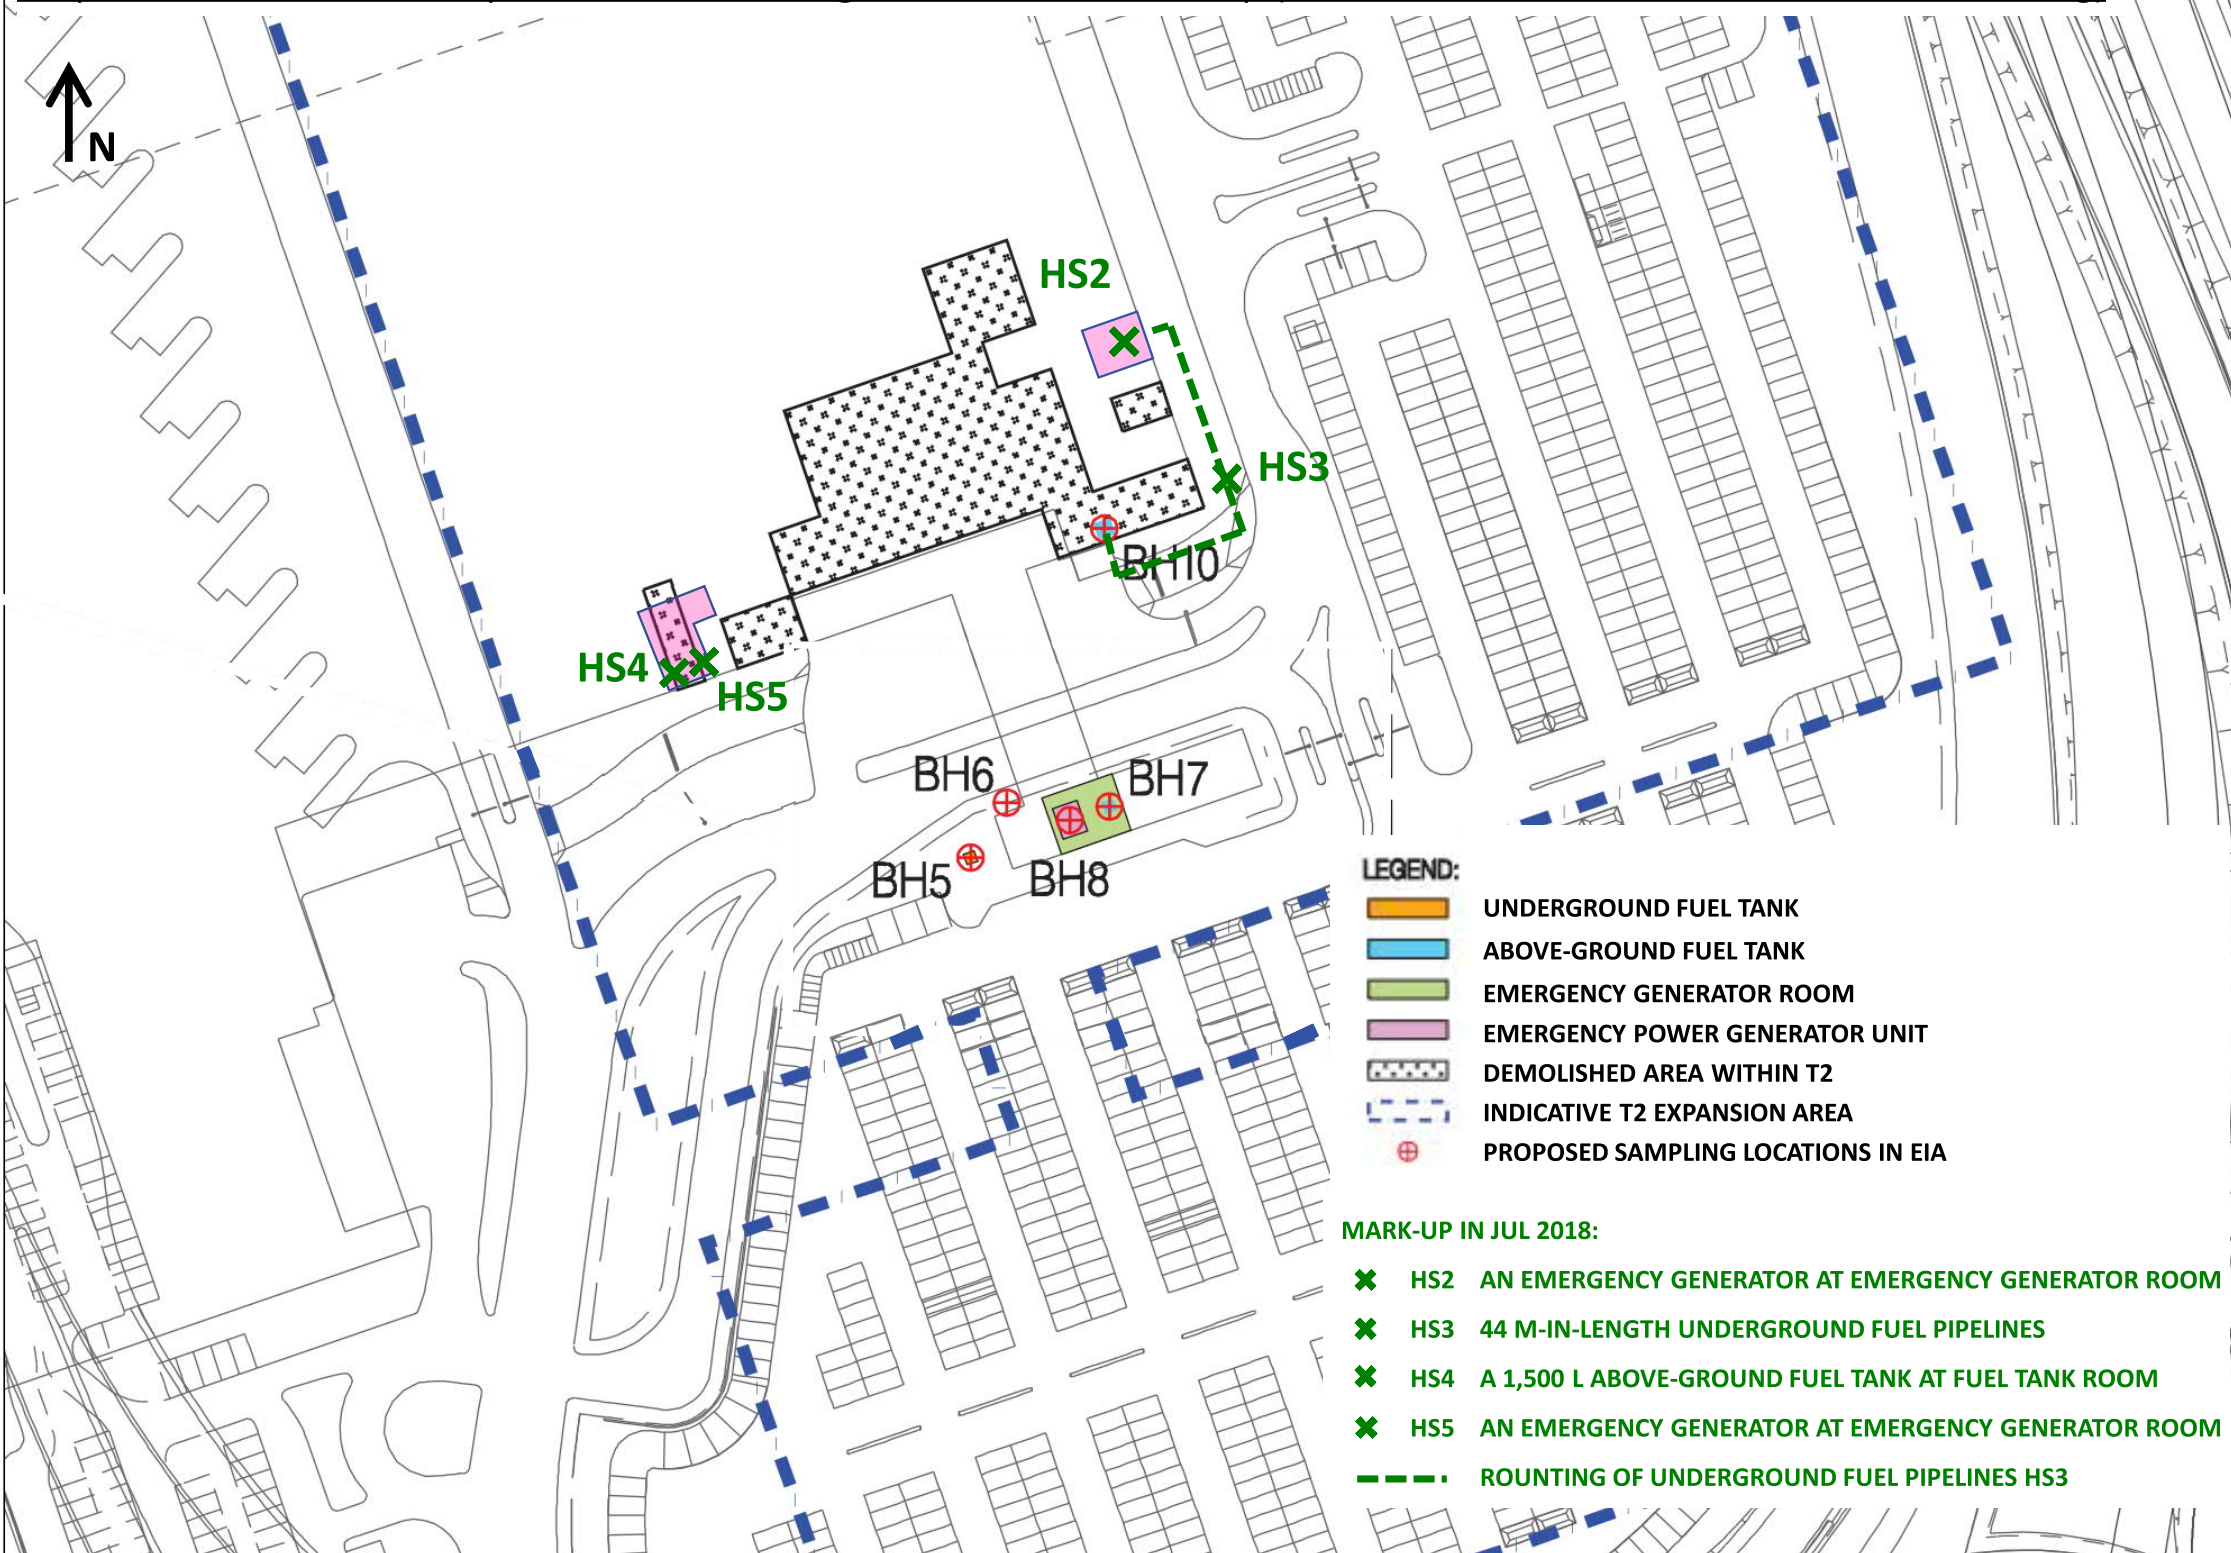 N
HS2
HS3
BH10
HS4
HS5
BH6
BH7
BH5
BH8
LEGEND:
UNDERGROUND FUEL TANK
ABOVE-GROUND FUEL TANK
EMERGENCY GENERATOR ROOM
EMERGENCY POWER GENERATOR UNIT
DEMOLISHED AREA WITHIN T2
INDICATIVE T2 EXPANSION AREA
PROPOSED SAMPLING LOCATIONS IN EIA
MARK-UP IN JUL 2018:
HS2 AN EMERGENCY GENERATOR AT EMERGENCY GENERATOR ROOM
HS3 44 M-IN-LENGTH UNDERGROUND FUEL PIPELINES
HS4 A 1,500 L ABOVE-GROUND FUEL TANK AT FUEL TANK ROOM
HS5 AN EMERGENCY GENERATOR AT EMERGENCY GENERATOR ROOM
ROUNTING OF UNDERGROUND FUEL PIPELINES HS3